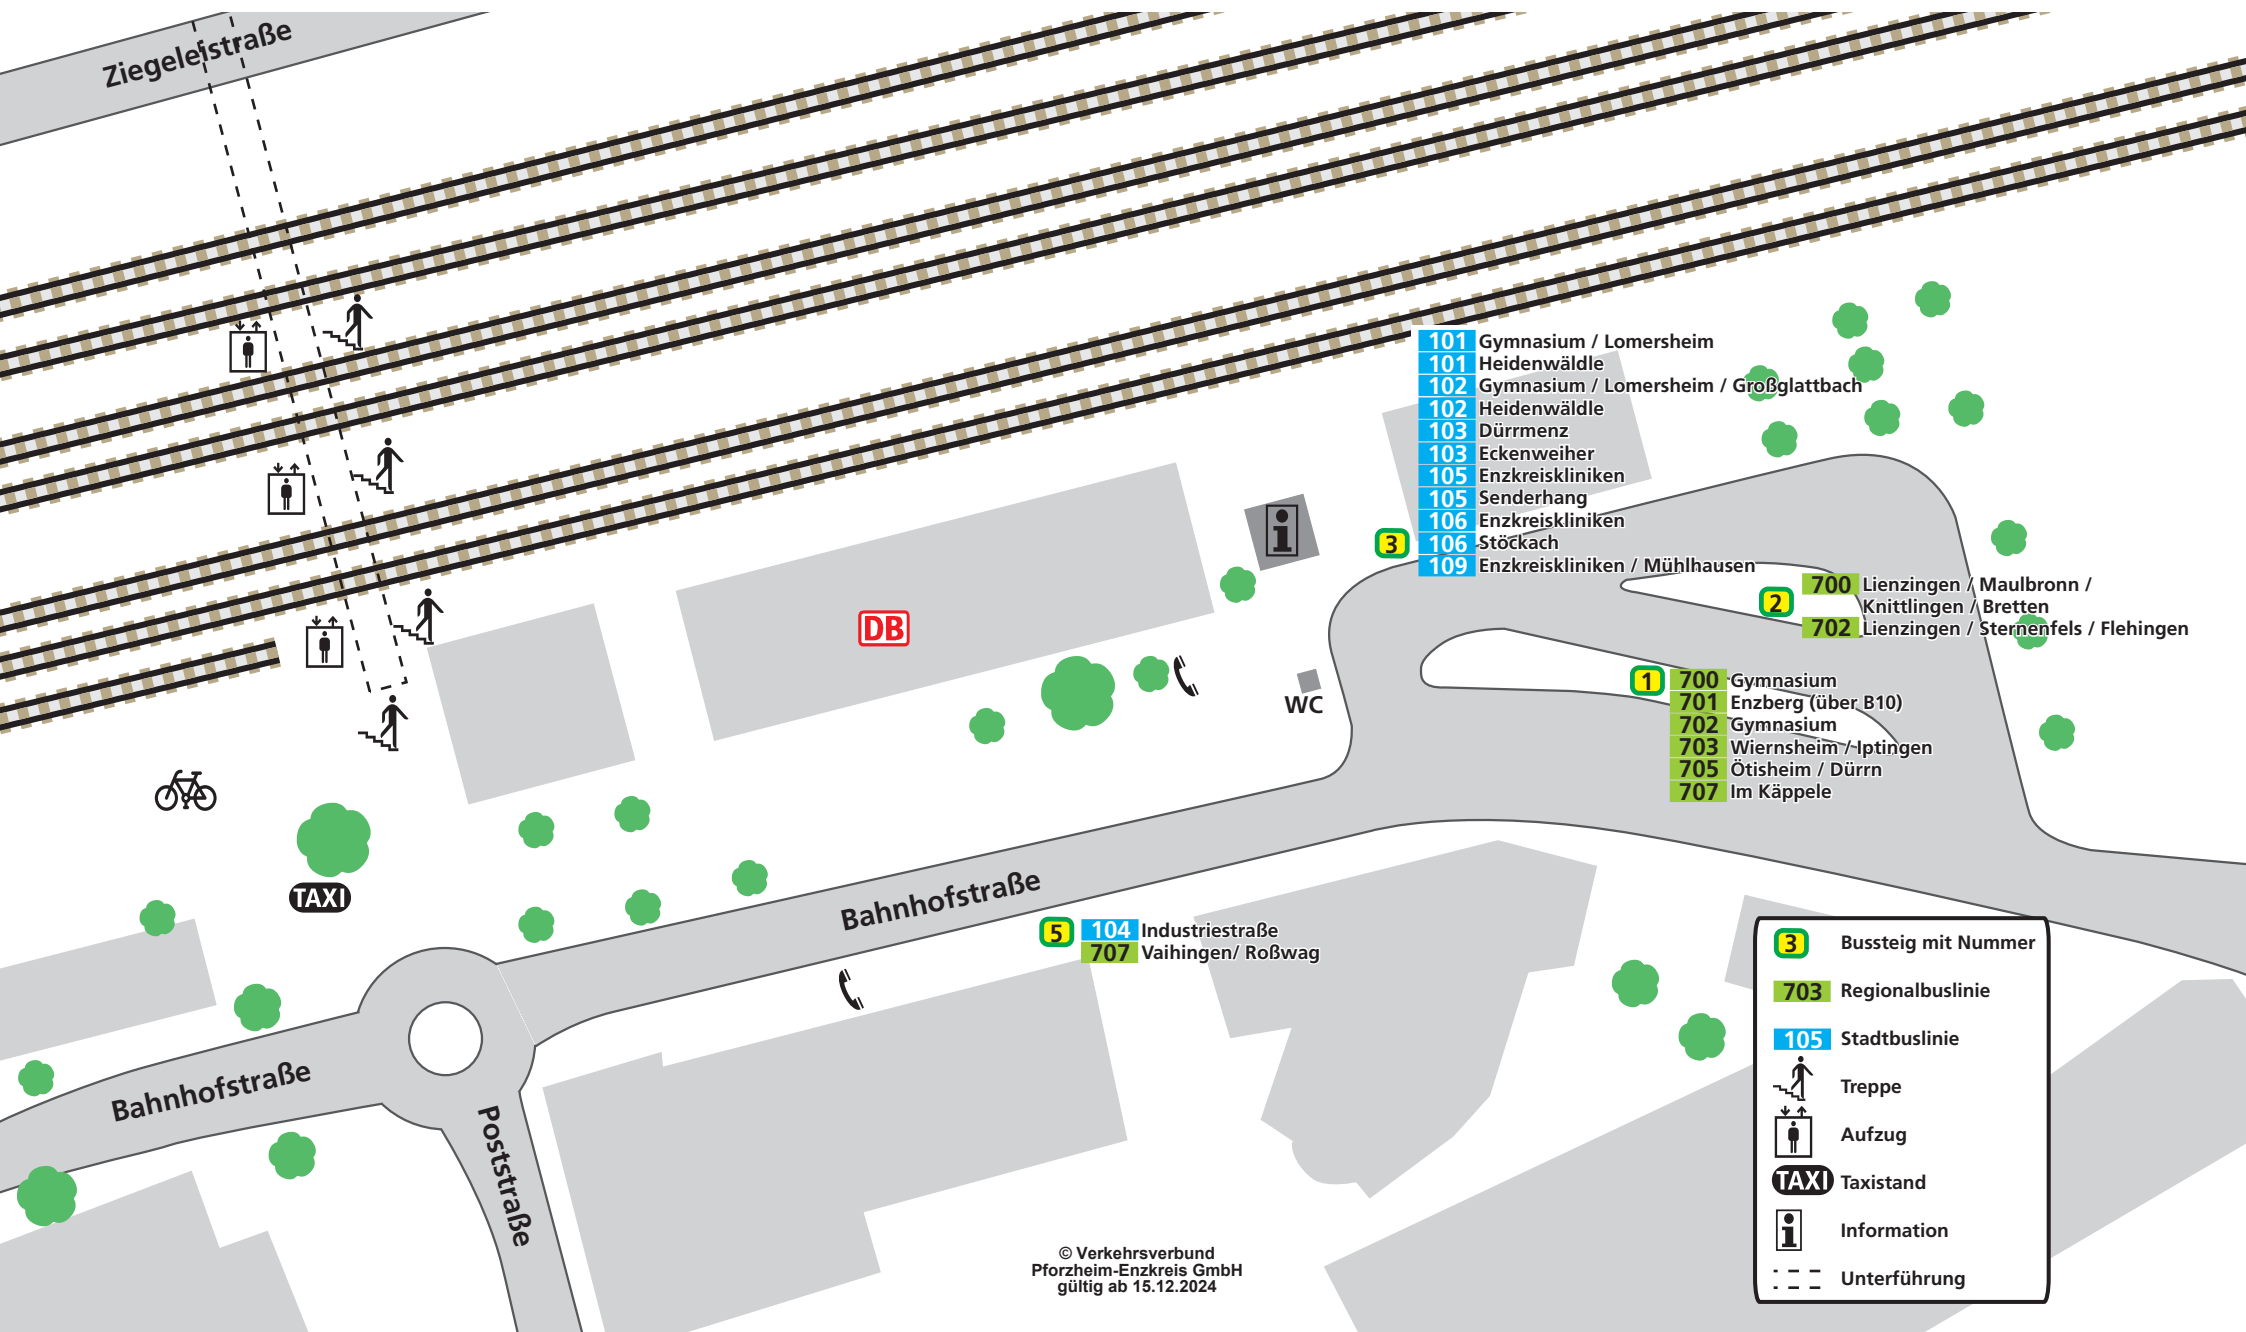 Ziegeleistraße
101 Gymnasium / Lomersheim
101 Heidenwäldle
102 Gymnasium / Lomersheim / Großglattbach
102 Heidenwäldle
103 Dürrmenz
103 Eckenweiher
105 Enzkreiskliniken
105 Senderhang
106 Enzkreiskliniken
3 106 Stöckach
109 Enzkreiskliniken / Mühlhausen
2 700 Lienzingen / Maulbronn /
Knittlingen / Bretten
702 Lienzingen / Sternenfels / Flehingen
DB
i
WC
1 700 Gymnasium
701 Enzberg (über B10)
702 Gymnasium
703 Wiernsheim / Iptingen
705 Ötisheim / Dürrn
707 Im Käppele
TAXI
Bahnhofstraße
5 104 Industriestraße
707 Vaihingen/ Roßwag
Bahnhofstraße
Poststraße
3 Bussteig mit Nummer
703 Regionalbuslinie
105 Stadtbuslinie
Treppe
Aufzug
TAXI Taxistand
i Information
Unterführung
© Verkehrsverbund
Pforzheim-Enzkreis GmbH
gültig ab 15.12.2024